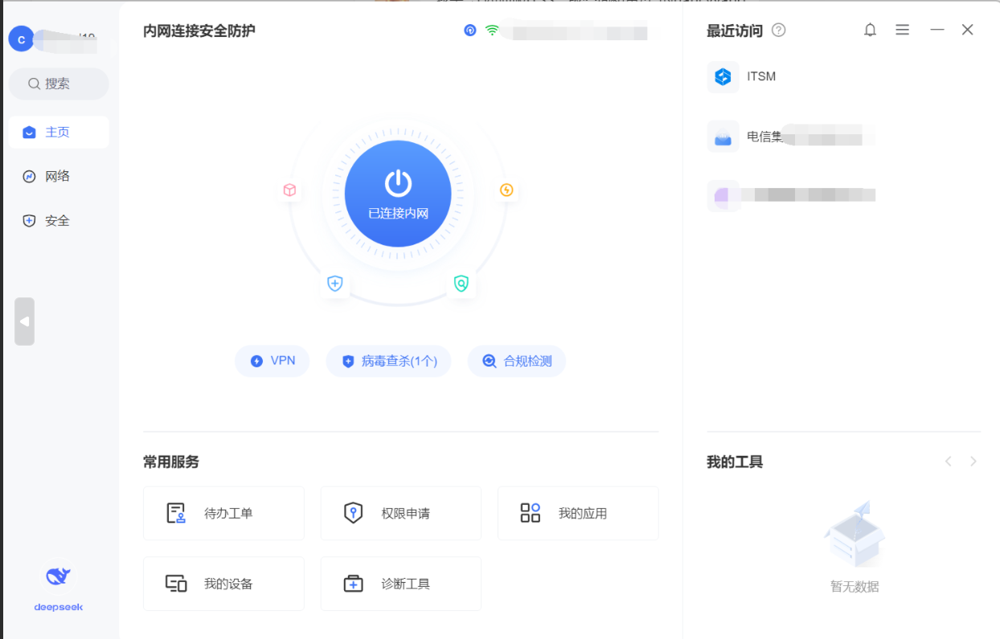 C
搜索
主页
网络
安全
deepseek
内网连接安全防护
已连接内网
VPN
病毒查杀(1个)
合规检测
常用服务
待办工单
权限申请
我的应用
我的设备
诊断工具
最近访问
ITSM
电信集
我的工具
暂无数据